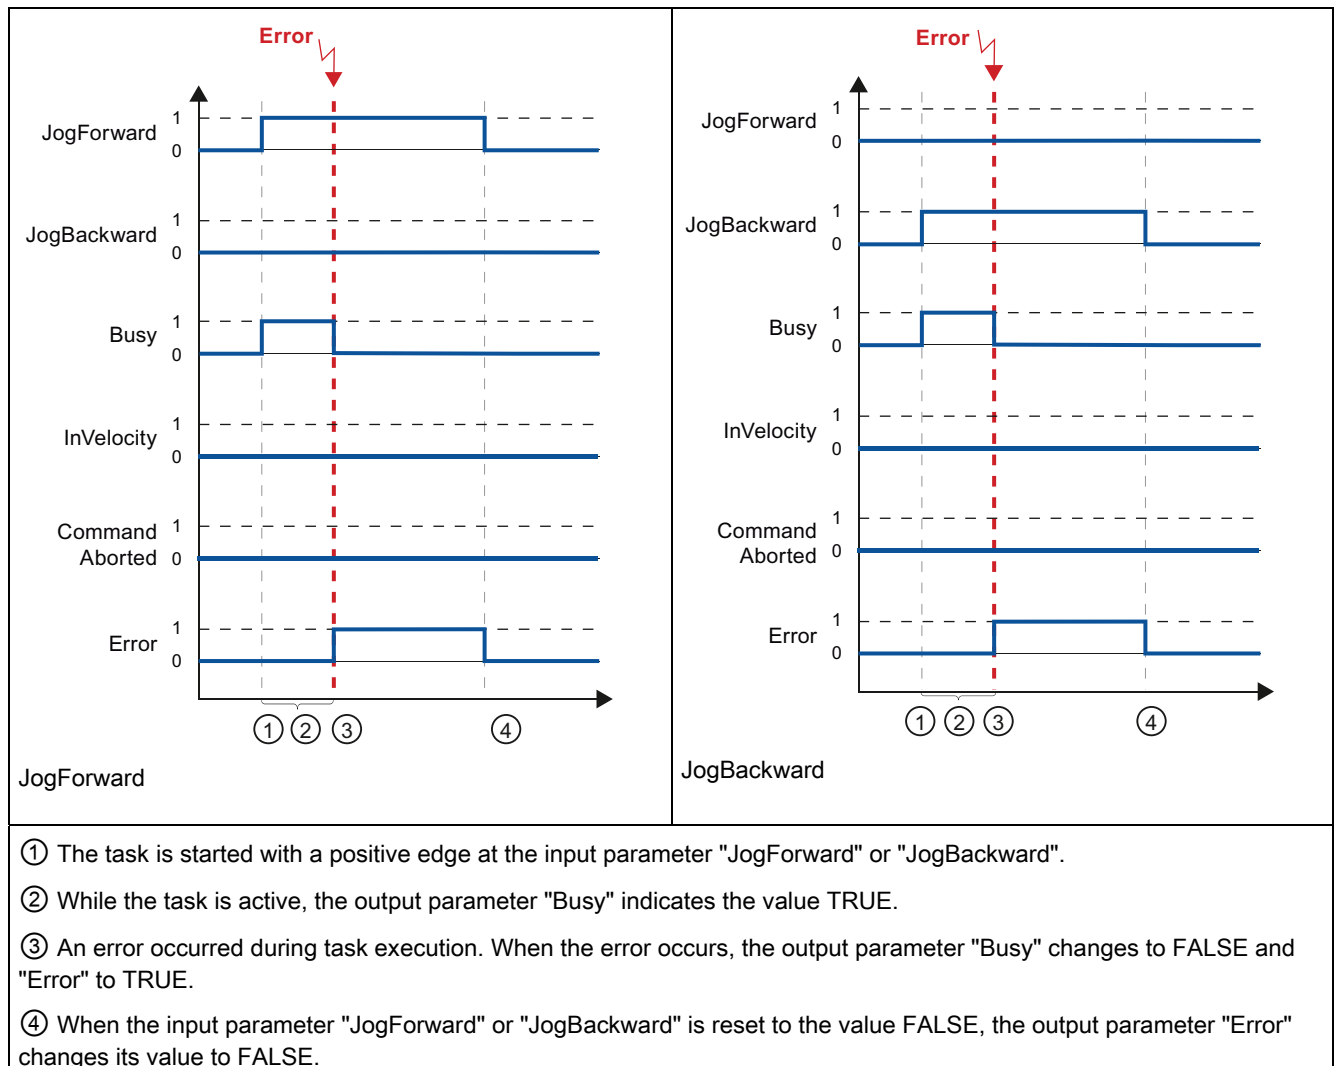 Error
JogForward 1
0
JogBackward 1
0
Busy 1
0
InVelocity 1
0
Command 1
Aborted 0
Error 1
0
① ② ③ ④
JogForward
Error
JogForward 1
0
JogBackward 1
0
Busy 1
0
InVelocity 1
0
Command 1
Aborted 0
Error 1
0
① ② ③ ④
JogBackward
① The task is started with a positive edge at the input parameter "JogForward" or "JogBackward".
② While the task is active, the output parameter "Busy" indicates the value TRUE.
③ An error occurred during task execution. When the error occurs, the output parameter "Busy" changes to FALSE and
"Error" to TRUE.
④ When the input parameter "JogForward" or "JogBackward" is reset to the value FALSE, the output parameter "Error"
changes its value to FALSE.